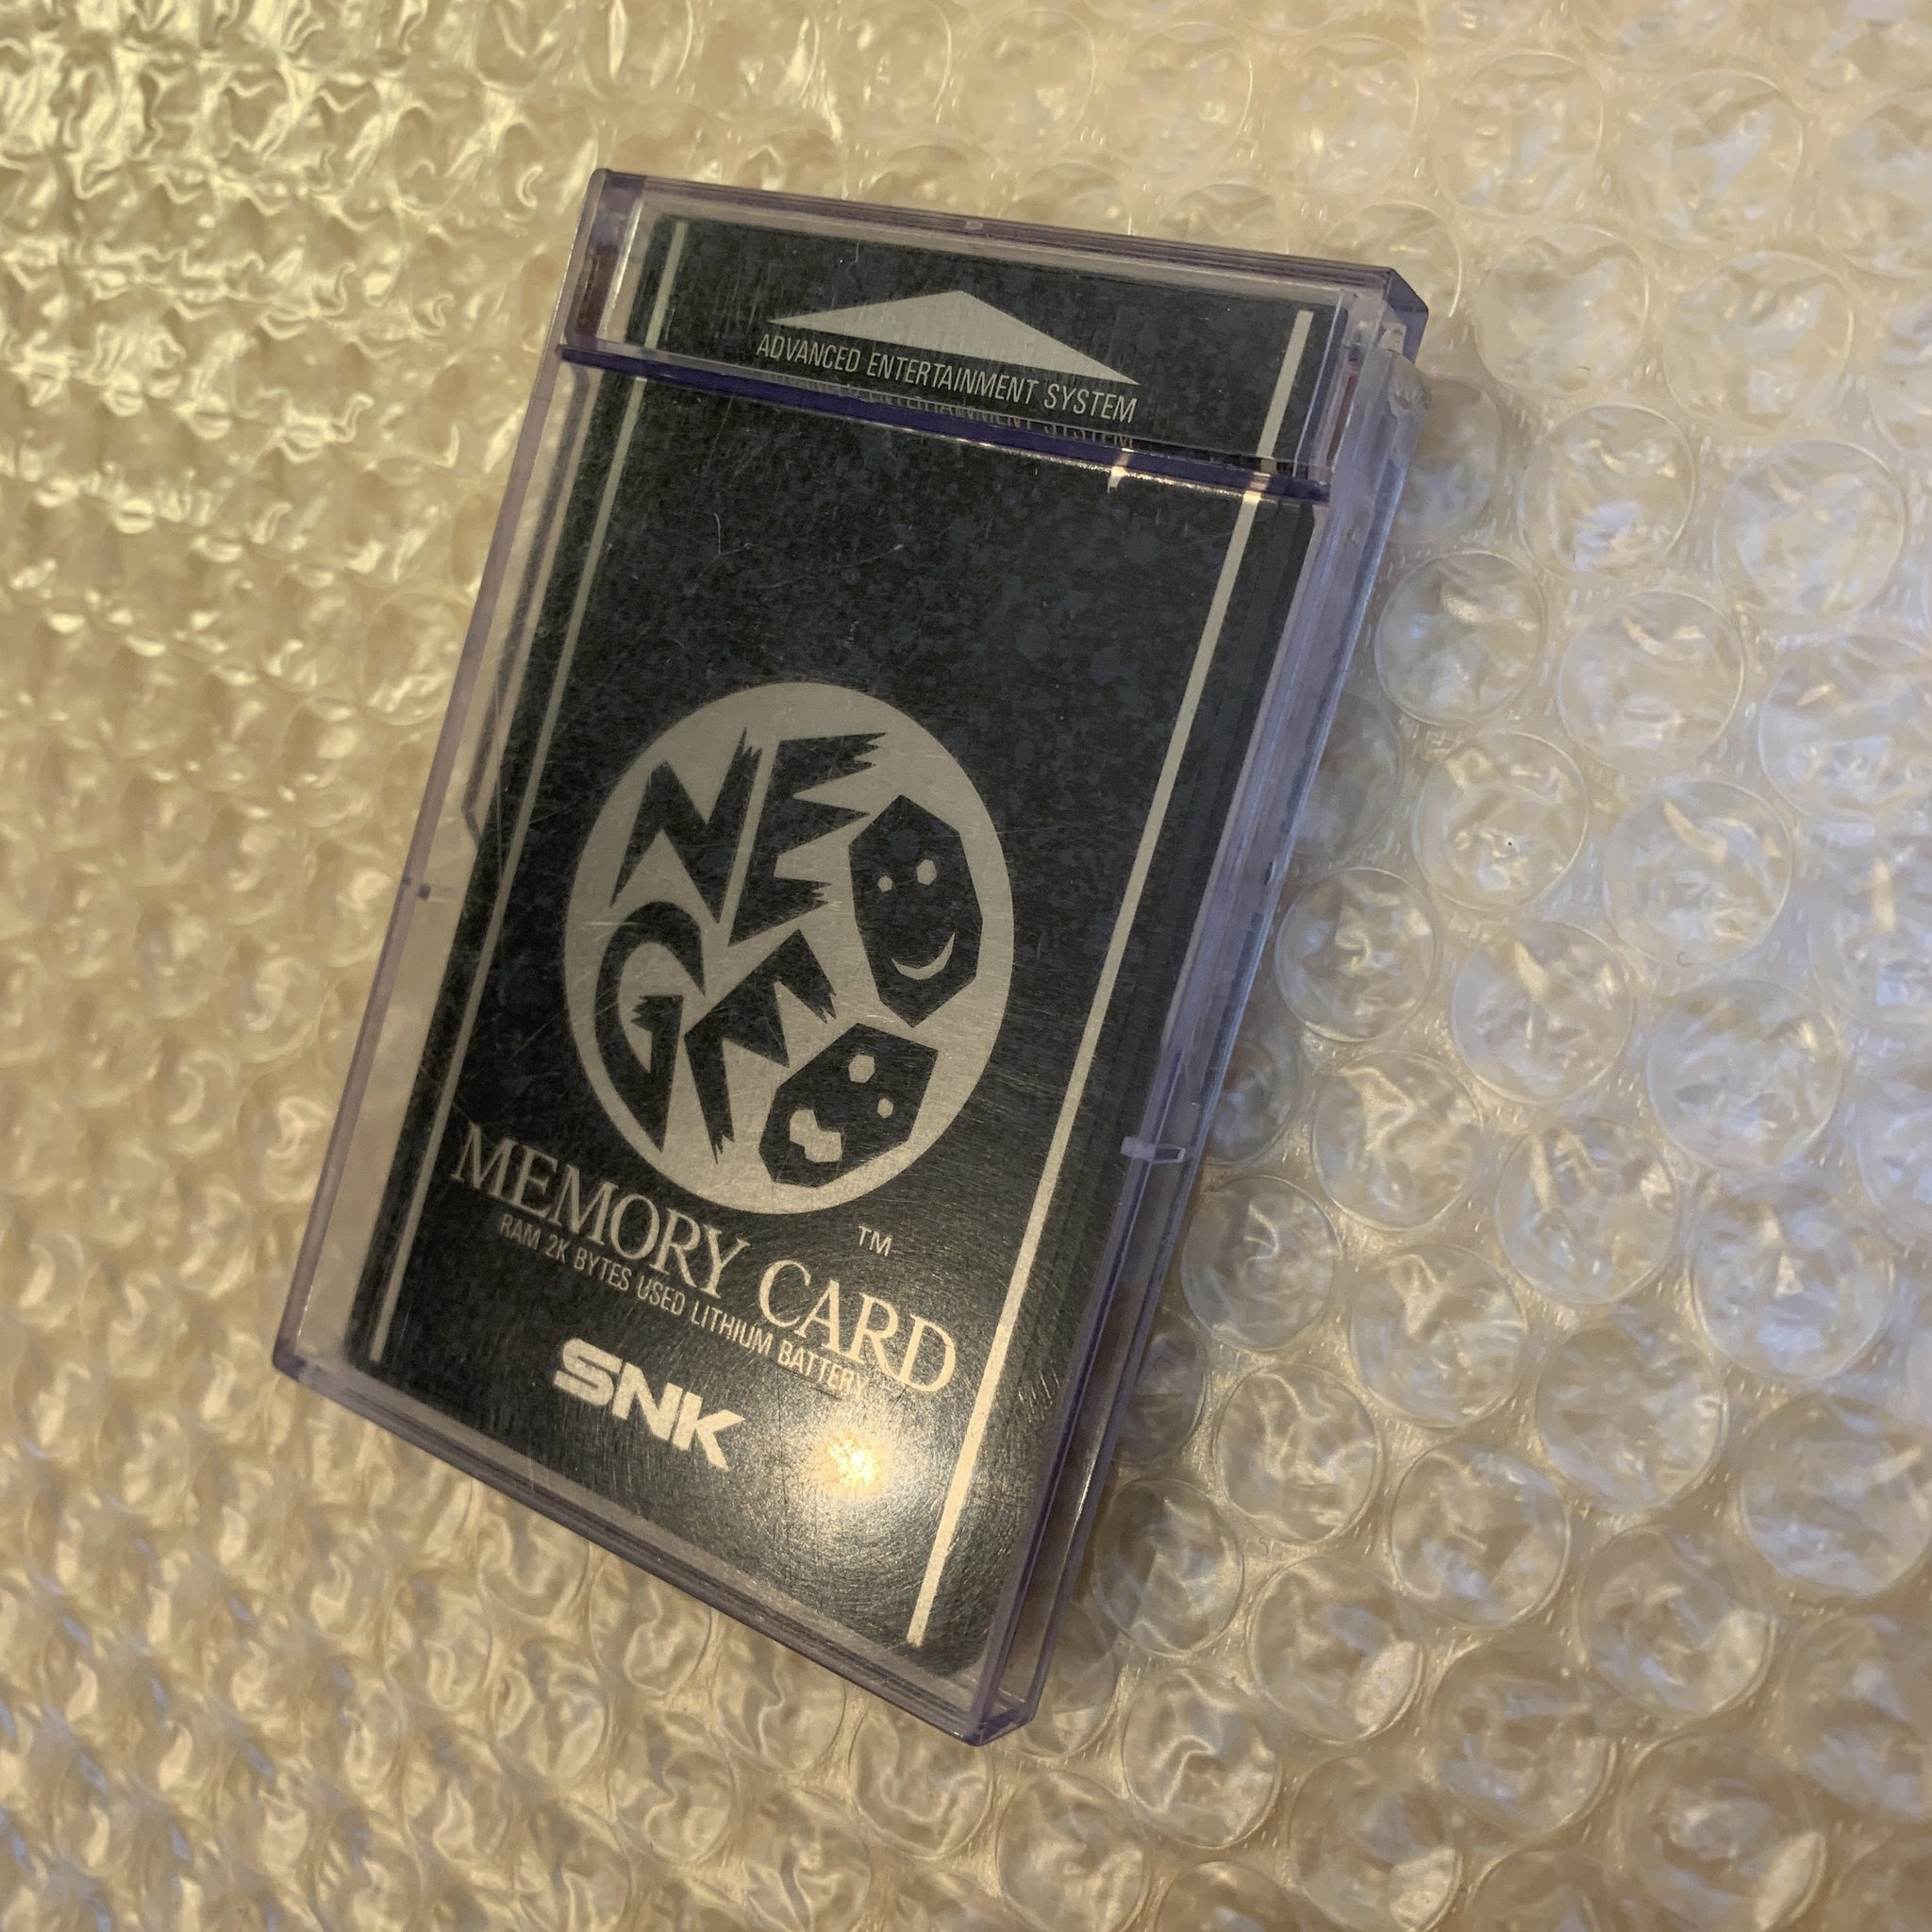 ADVANCED ENTERTAINMENT SYSTEM
NEO
GEO
TM
MEMORY CARD
RAM 2K BYTES USED LITHIUM BATTERY
SNK